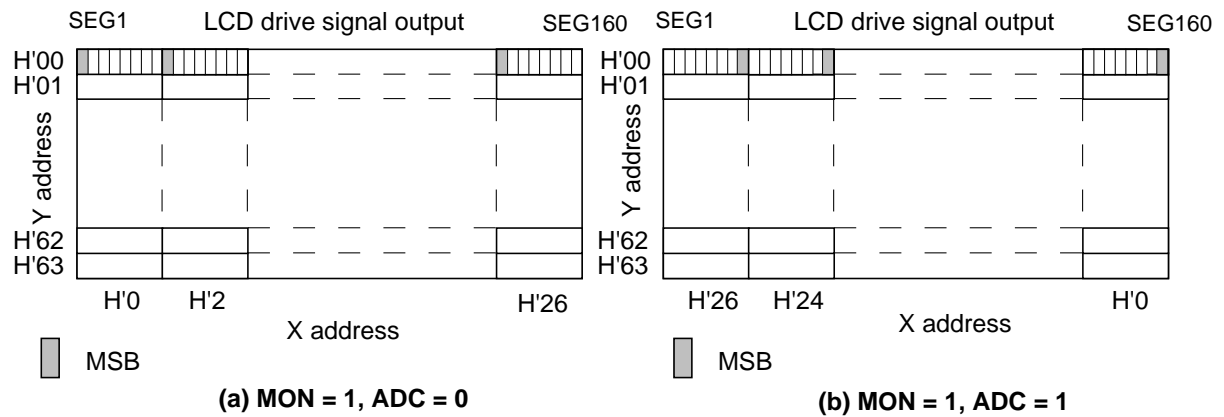 SEG1 LCD drive signal output SEG160
H'00
H'01
Y address
H'62
H'63
H'0 H'2 H'26
X address
MSB
(a) MON = 1, ADC = 0
SEG1 LCD drive signal output SEG160
H'00
H'01
Y address
H'62
H'63
H'26 H'24 H'0
X address
MSB
(b) MON = 1, ADC = 1